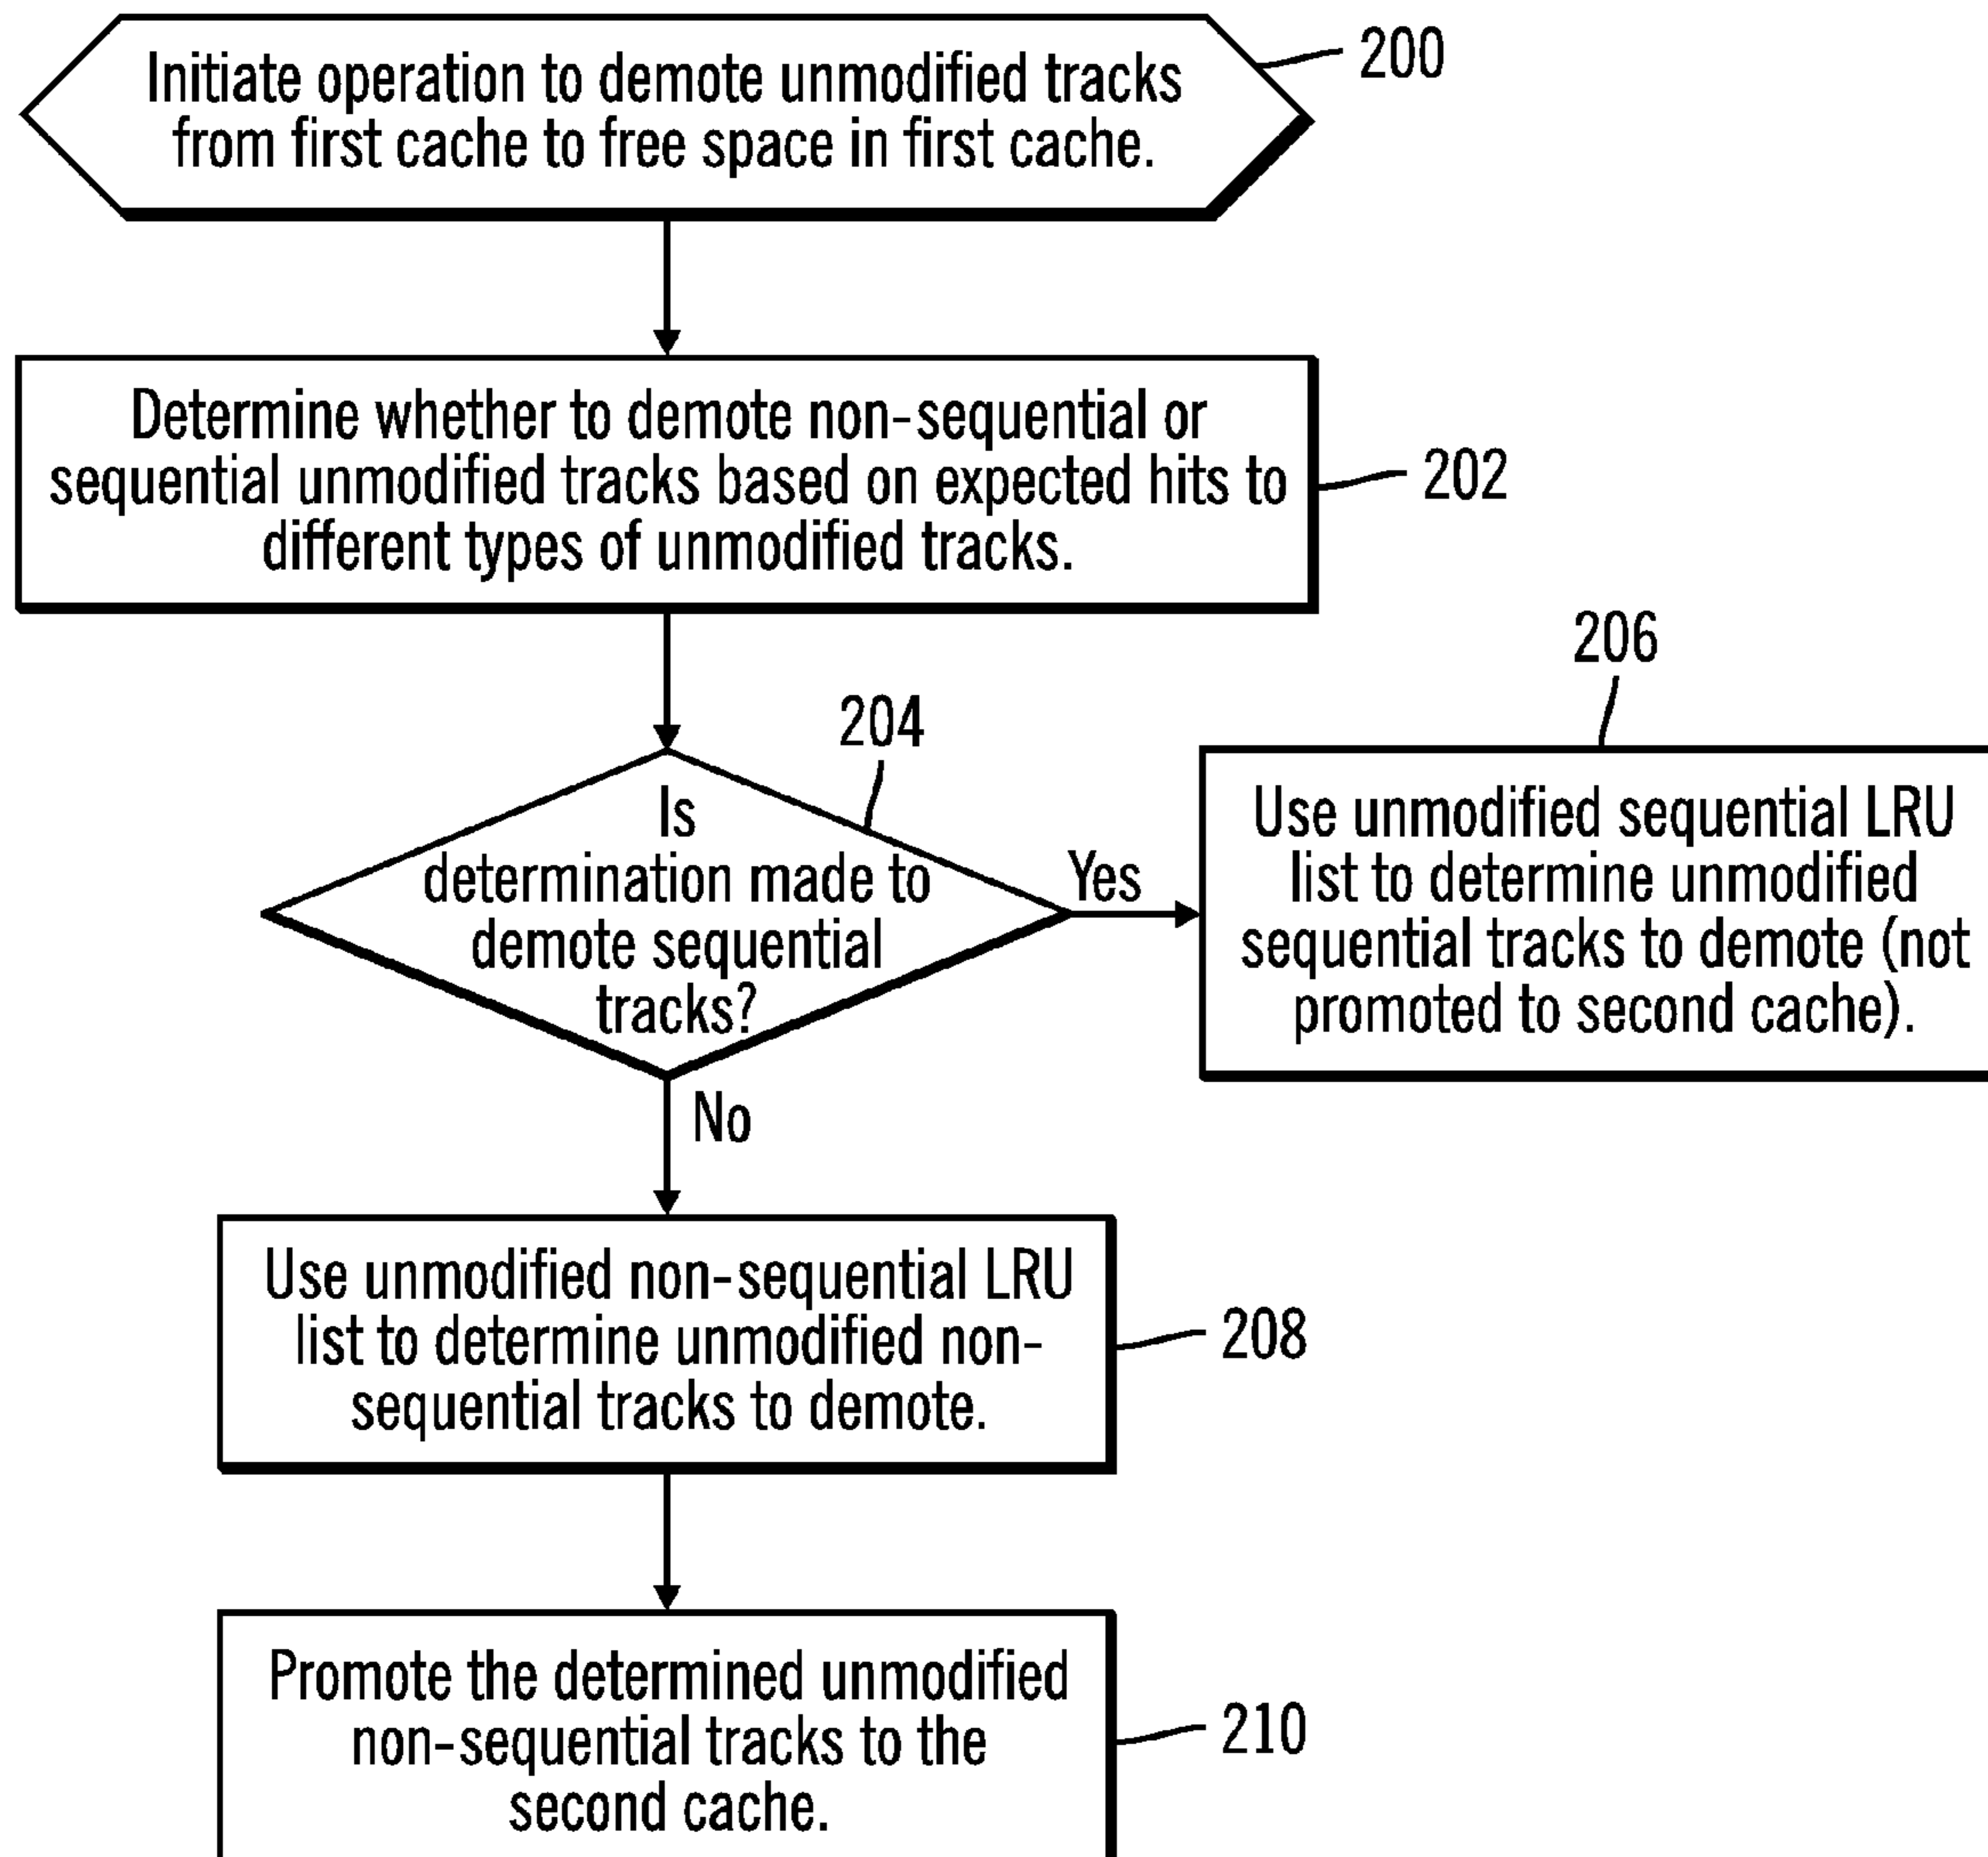 Initiate operation to demote unmodified tracks
from first cache to free space in first cache.
200
Determine whether to demote non-sequential or
sequential unmodified tracks based on expected hits to
different types of unmodified tracks.
202
204
Is
determination made to
demote sequential
tracks?
Yes
206
Use unmodified sequential LRU
list to determine unmodified
sequential tracks to demote (not
promoted to second cache).
No
Use unmodified non-sequential LRU
list to determine unmodified non-
sequential tracks to demote.
208
Promote the determined unmodified
non-sequential tracks to the
second cache.
210